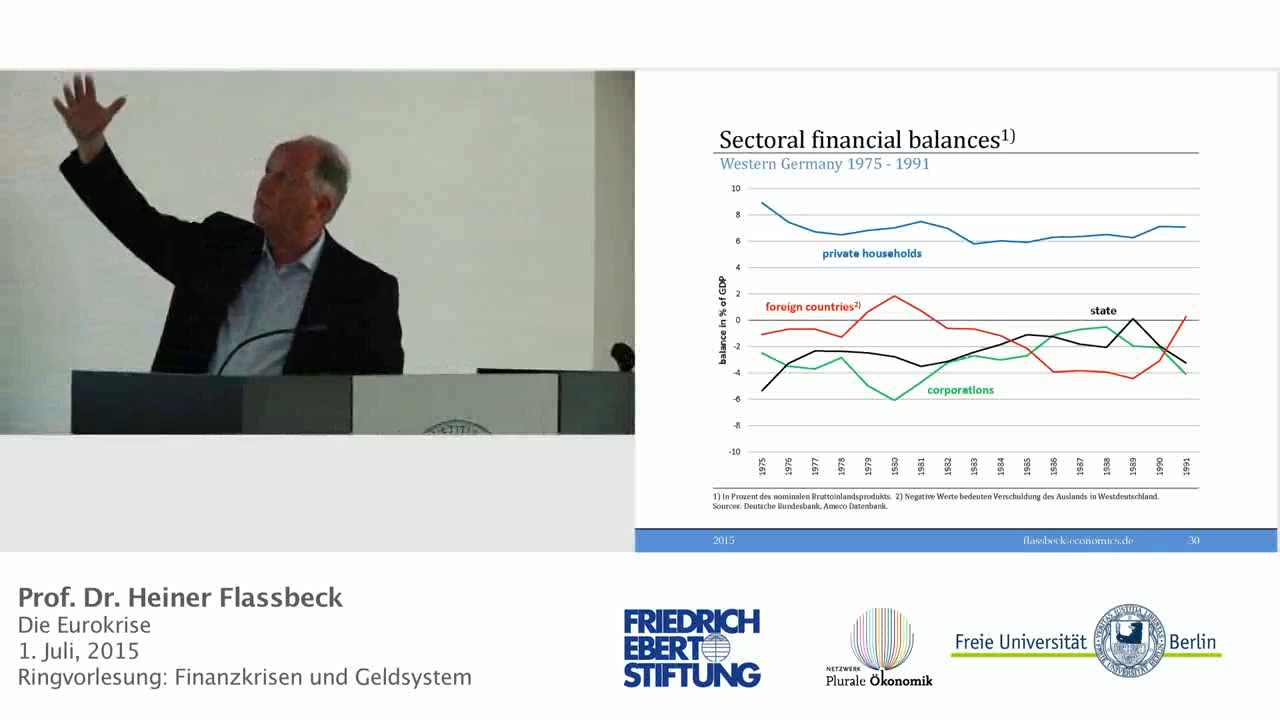 Sectoral financial balances1)
Western Germany 1975 - 1991
balance in % of GDP
10
8
6
4
2
0
-2
-4
-6
-8
-10
private households
foreign countries2)
state
corporations
1975
1976
1977
1978
1979
1980
1981
1982
1983
1984
1985
1986
1987
1988
1989
1990
1991
1) In Prozent des nominalen Bruttoinlandsprodukts. 2) Negative Werte bedeuten Verschuldung des Auslands in Westdeutschland.
Sources: Deutsche Bundesbank, Ameco Datenbank.
2015 flassbeck-economics.de 30
Prof. Dr. Heiner Flassbeck
Die Eurokrise
1. Juli, 2015
Ringvorlesung: Finanzkrisen und Geldsystem
FRIEDRICH
EBERT
STIFTUNG
NETZWERK
Plurale Ökonomik
Freie Universität Berlin